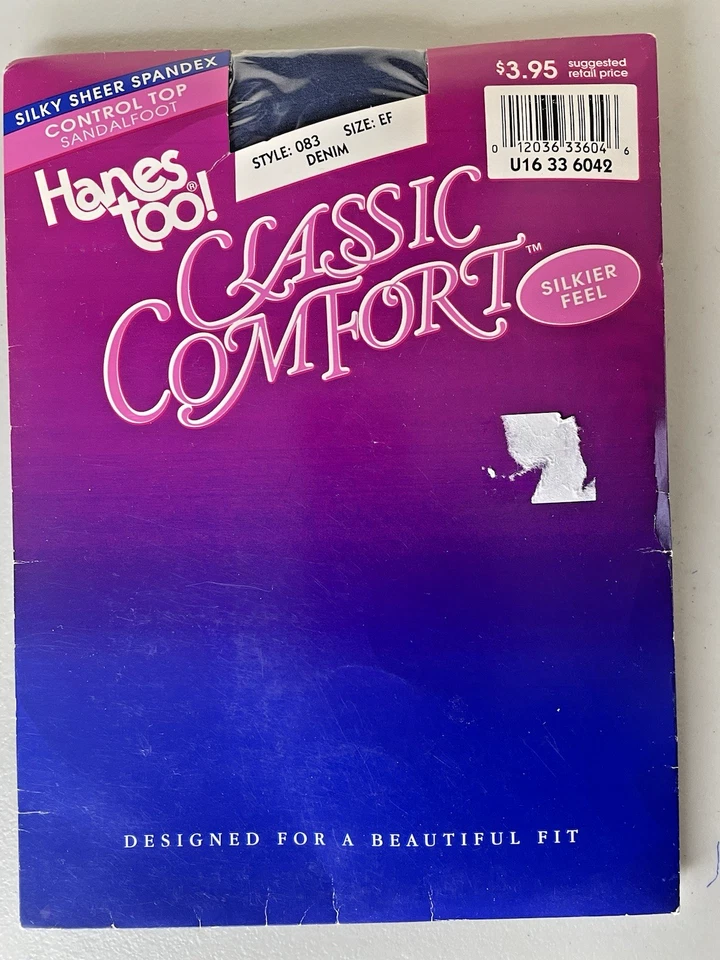 SILKY SHEER SPANDEX
CONTROL TOP
SANDALFOOT
Hanes
too!®
STYLE: 083 SIZE: EF
DENIM
$3.95 suggested
retail price
0 12036 33604 6
U16 33 6042
CLASSIC
COMFORT™
SILKIER
FEEL
DESIGNED FOR A BEAUTIFUL FIT